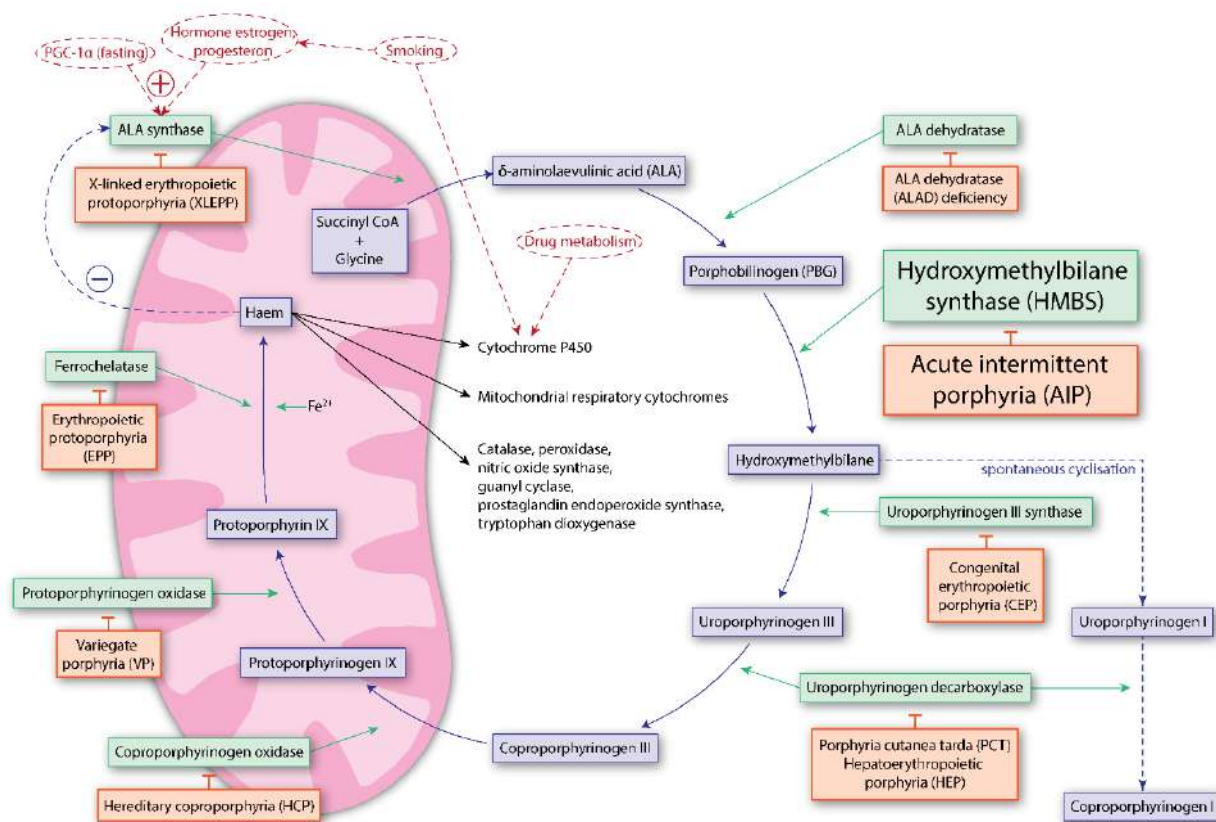 Hormone estrogen
progesteron
PGC-1α (fasting)
Smoking
+
ALA synthase
X-linked erythropoietic
protoporphyria (XLEPP)
δ-aminolaevulinic acid (ALA)
ALA dehydratase
ALA dehydratase
(ALAD) deficiency
Succinyl CoA
+
Glycine
Drug metabolism
Porphobilinogen (PBG)
Hydroxymethylbilane
synthase (HMBS)
Acute intermittent
porphyria (AIP)
−
Haem
Cytochrome P450
Mitochondrial respiratory cytochromes
Catalase, peroxidase,
nitric oxide synthase,
guanyl cyclase,
prostaglandin endoperoxide synthase,
tryptophan dioxygenase
Ferrochelatase
Fe²⁺
Erythropoietic
protoporphyria
(EPP)
Hydroxymethylbilane
spontaneous cyclisation
Uroporphyrinogen III synthase
Congenital
erythropoietic
porphyria (CEP)
Protoporphyrin IX
Protoporphyrinogen oxidase
Variegate
porphyria (VP)
Uroporphyrinogen III
Uroporphyrinogen I
Protoporphyrinogen IX
Uroporphyrinogen decarboxylase
Porphyria cutanea tarda (PCT)
Hepatoerythropoietic
porphyria (HEP)
Coproporphyrinogen oxidase
Hereditary coproporphyria (HCP)
Coproporphyrinogen III
Coproporphyrinogen I